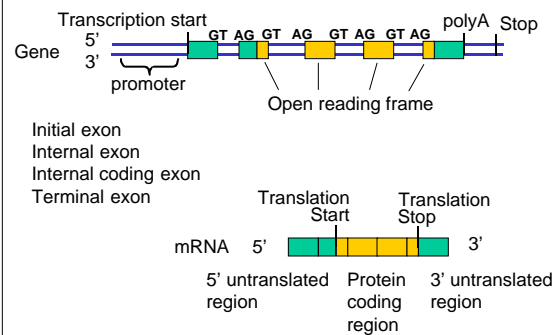 Transcription start
polyA Stop
Gene 5’ GT AG GT AG GT AG GT AG
3’
promoter
Open reading frame
Initial exon
Internal exon
Internal coding exon
Terminal exon
Translation Translation
Start Stop
mRNA 5’ 3’
5’ untranslated Protein 3’ untranslated
region coding region
region